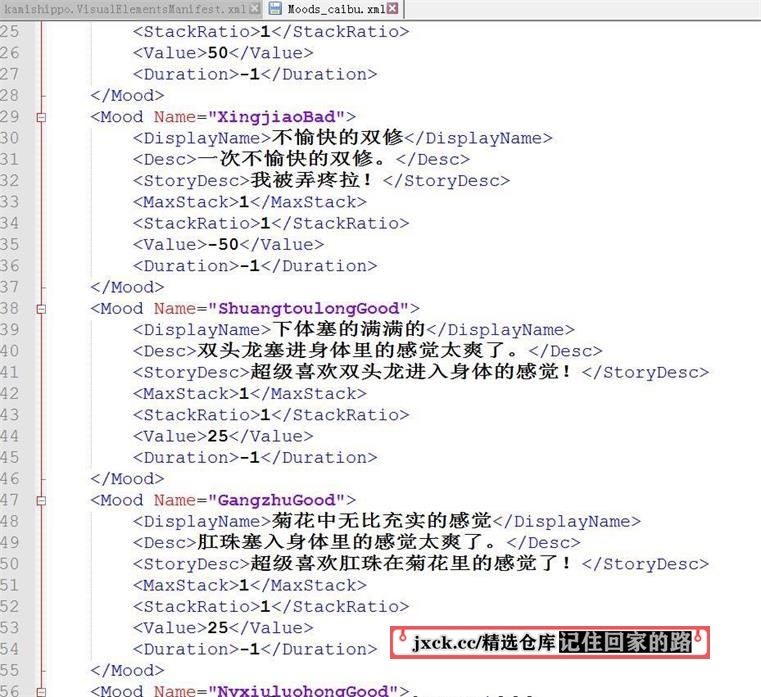 kamishippo.VisualElementsManifest.xml Moods_caibu.xml
25 <StackRatio>1</StackRatio>
26 <Value>50</Value>
27 <Duration>-1</Duration>
28 </Mood>
29 <Mood Name="XingjiaoBad">
30 <DisplayName>不愉快的双修</DisplayName>
31 <Desc>一次不愉快的双修。</Desc>
32 <StoryDesc>我被弄疼拉！</StoryDesc>
33 <MaxStack>1</MaxStack>
34 <StackRatio>1</StackRatio>
35 <Value>-50</Value>
36 <Duration>-1</Duration>
37 </Mood>
38 <Mood Name="ShuangtoulongGood">
39 <DisplayName>下体塞的满满的</DisplayName>
40 <Desc>双头龙塞进身体里的感觉太爽了。</Desc>
41 <StoryDesc>超级喜欢双头龙进入身体的感觉！</StoryDesc>
42 <MaxStack>1</MaxStack>
43 <StackRatio>1</StackRatio>
44 <Value>25</Value>
45 <Duration>-1</Duration>
46 </Mood>
47 <Mood Name="GangzhuGood">
48 <DisplayName>菊花中无比充实的感觉</DisplayName>
49 <Desc>肛珠塞入身体里的感觉太爽了。</Desc>
50 <StoryDesc>超级喜欢肛珠在菊花里的感觉了！</StoryDesc>
51 <MaxStack>1</MaxStack>
52 <StackRatio>1</StackRatio>
53 <Value>25</Value>
54 <Duration>-1</Duration>
jxck.cc/精选仓库 记住回家的路
55 </Mood>
56 <Mood Name="NvxiuluohongGood">